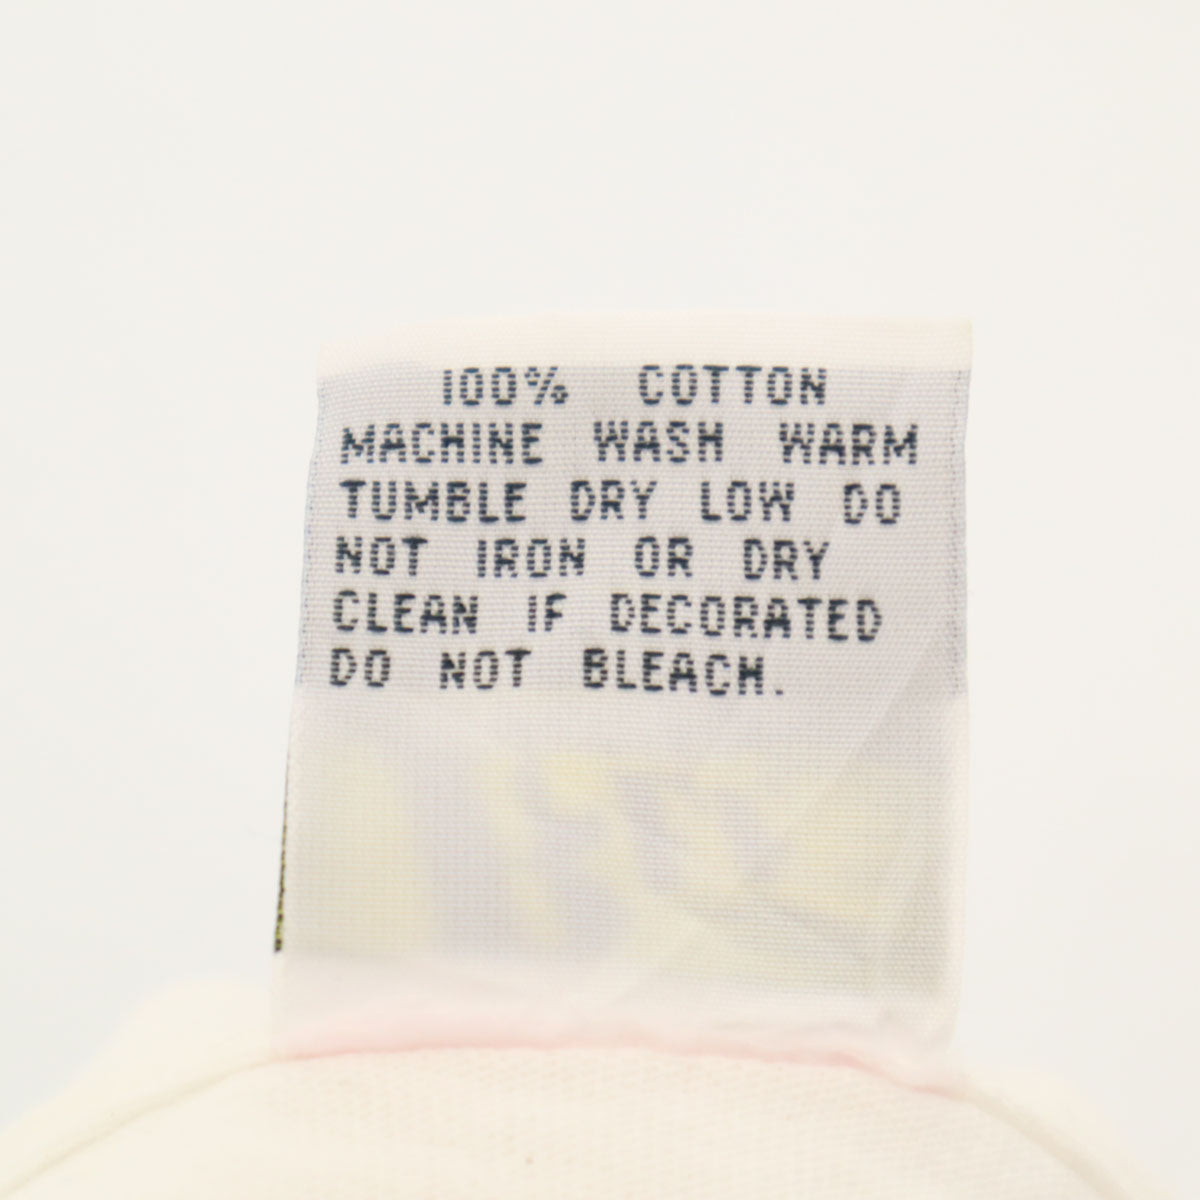 100% COTTON
MACHINE WASH WARM
TUMBLE DRY LOW DO
NOT IRON OR DRY
CLEAN IF DECORATED
DO NOT BLEACH.